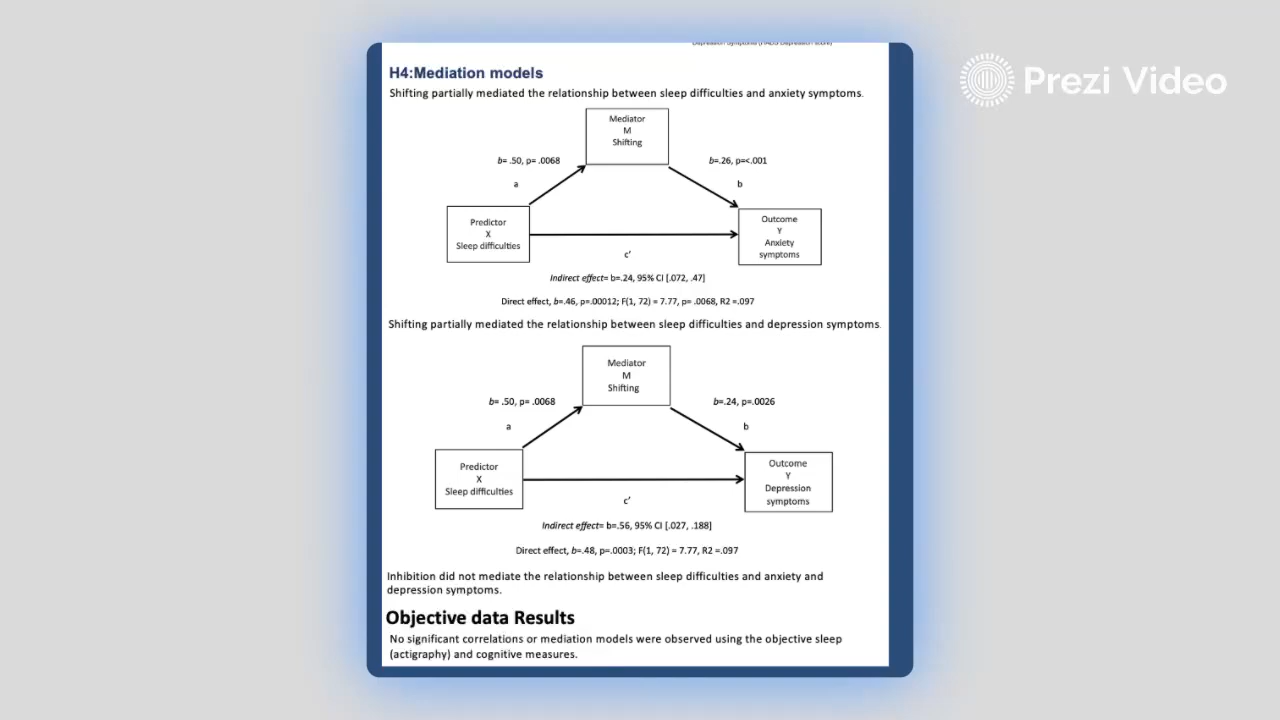 Depression Symptoms (HADS Depression score)
Prezi Video
H4:Mediation models
Shifting partially mediated the relationship between sleep difficulties and anxiety symptoms.
Mediator
M
Shifting
b= .50, p= .0068
b=.26, p=<.001
a
b
Predictor
X
Sleep difficulties
Outcome
Y
Anxiety
symptoms
c'
Indirect effect= b=.24, 95% CI [.072, .47]
Direct effect, b=.46, p=.00012; F(1, 72) = 7.77, p= .0068, R2 =.097
Shifting partially mediated the relationship between sleep difficulties and depression symptoms.
Mediator
M
Shifting
b= .50, p= .0068
b=.24, p=.0026
a
b
Predictor
X
Sleep difficulties
Outcome
Y
Depression
symptoms
c'
Indirect effect= b=.56, 95% CI [.027, .188]
Direct effect, b=.48, p=.0003; F(1, 72) = 7.77, R2 =.097
Inhibition did not mediate the relationship between sleep difficulties and anxiety and
depression symptoms.
Objective data Results
No significant correlations or mediation models were observed using the objective sleep
(actigraphy) and cognitive measures.